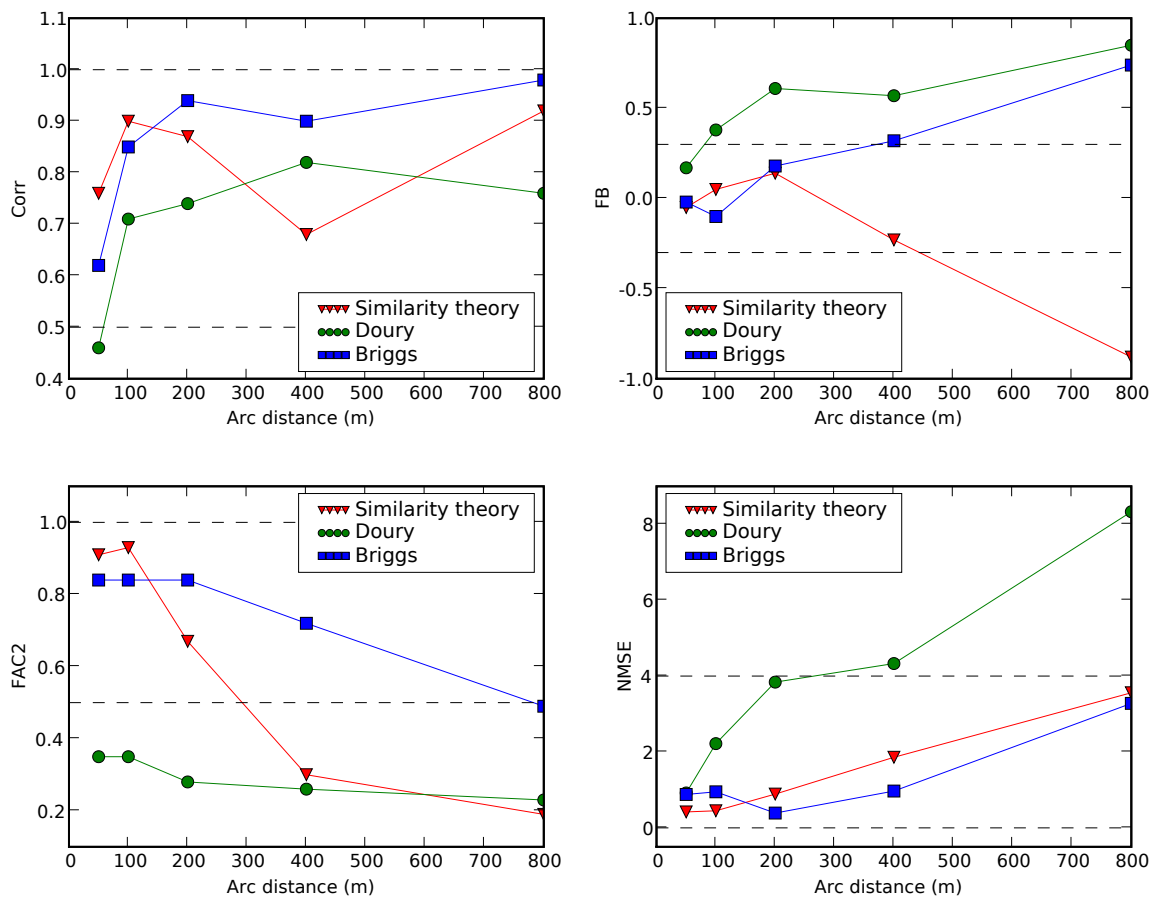 1.1
1.0
0.9
0.8
0.7
0.6
0.5
0.4
Corr
Similarity theory
Doury
Briggs
0 100 200 300 400 500 600 700 800
Arc distance (m)
1.0
0.5
0.0
-0.5
-1.0
FB
Similarity theory
Doury
Briggs
0 100 200 300 400 500 600 700 800
Arc distance (m)
1.0
0.8
0.6
0.4
0.2
FAC2
Similarity theory
Doury
Briggs
0 100 200 300 400 500 600 700 800
Arc distance (m)
8
6
4
2
0
NMSE
Similarity theory
Doury
Briggs
0 100 200 300 400 500 600 700 800
Arc distance (m)